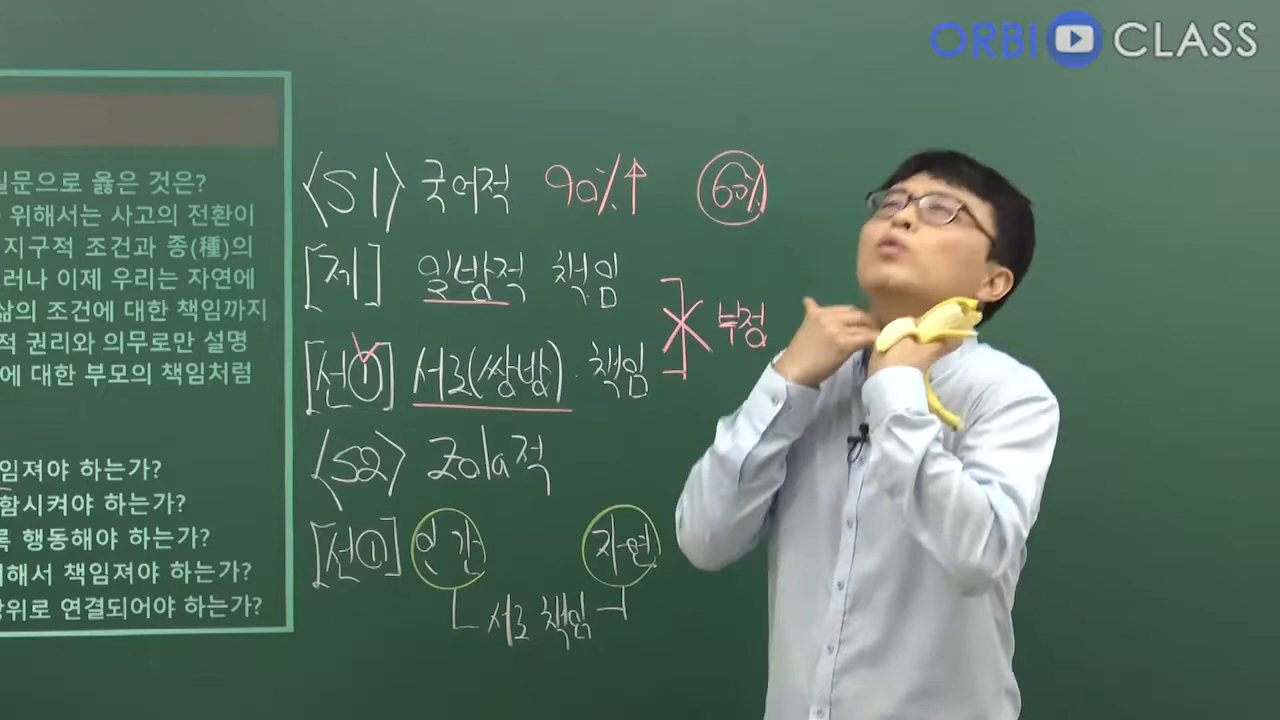 ORBI CLASS
질문으로 옳은 것은?
위해서는 사고의 전환이
지구적 조건과 종(種)의
러나 이제 우리는 자연에
삶의 조건에 대한 책임까지
적 권리와 의무로만 설명
에 대한 부모의 책임처럼
임져야 하는가?
함시켜야 하는가?
록 행동해야 하는가?
해서 책임져야 하는가?
당위로 연결되어야 하는가?
<S1> 국어적 90%↑ 60%
[제] 일방적 책임
[선①] 서로(쌍방)·책임 부정
<S2> Zola적
[선①] 인간 자연
서로 책임